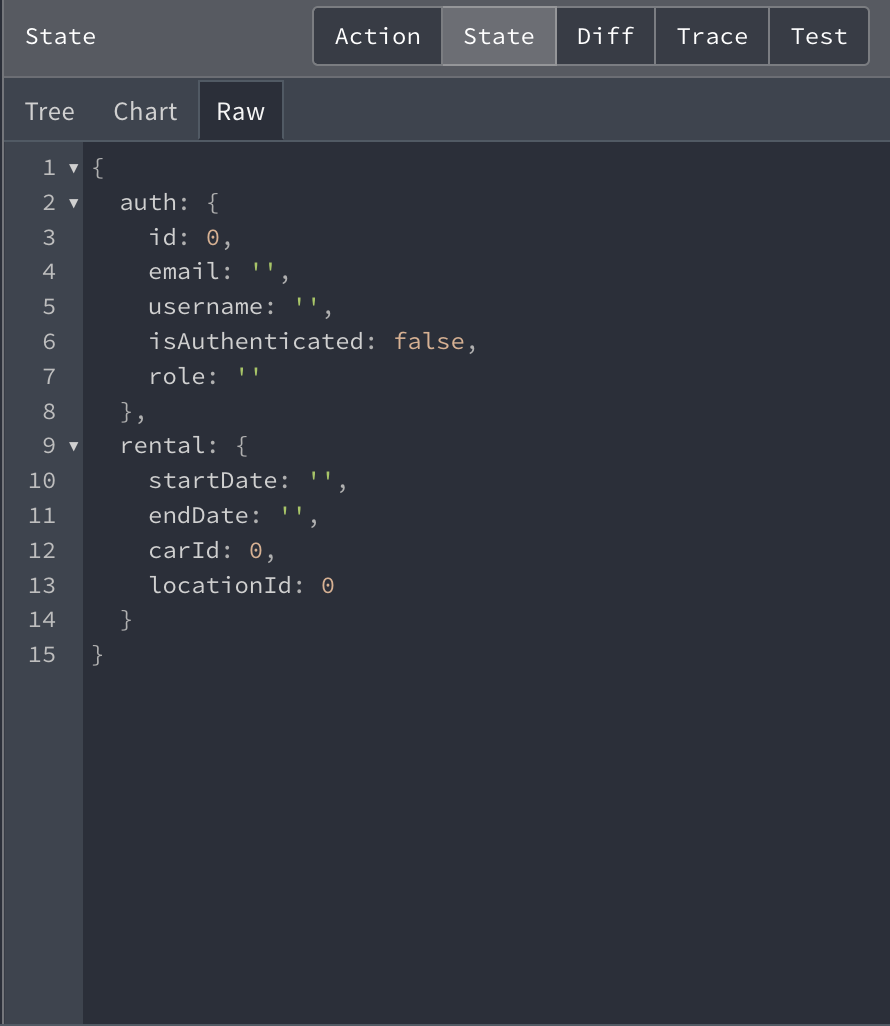 State Action State Diff Trace Test
Tree Chart Raw
1 ▼ {
2 ▼   auth: {
3     id: 0,
4     email: '',
5     username: '',
6     isAuthenticated: false,
7     role: ''
8   },
9 ▼   rental: {
10     startDate: '',
11     endDate: '',
12     carId: 0,
13     locationId: 0
14   }
15 }